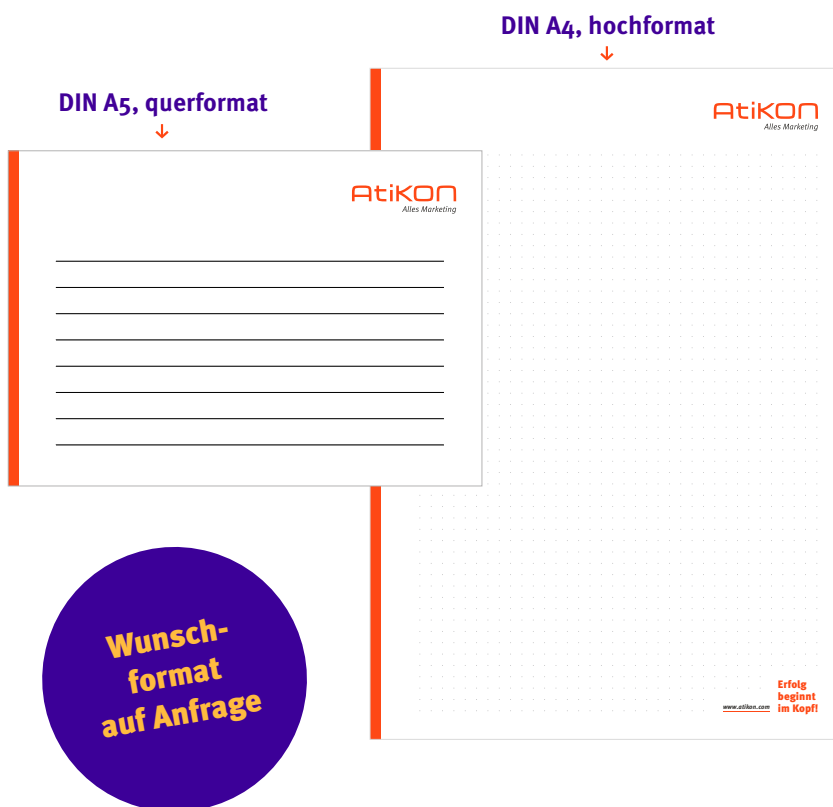 DIN A4, hochformat
DIN A5, querformat
AtiKON
Alles Marketing
AtiKON
Alles Marketing
Wunsch-
format
auf Anfrage
www.atikon.com
Erfolg
beginnt
im Kopf!